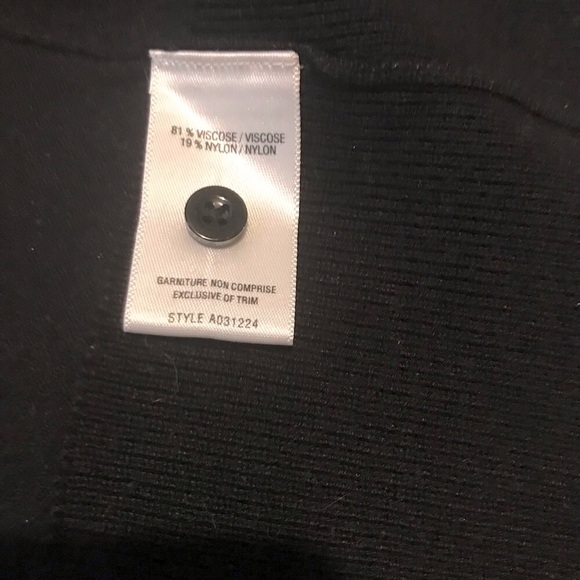 81 % VISCOSE / VISCOSE
19 % NYLON / NYLON
GARNITURE NON COMPRISE
EXCLUSIVE OF TRIM
STYLE A031224